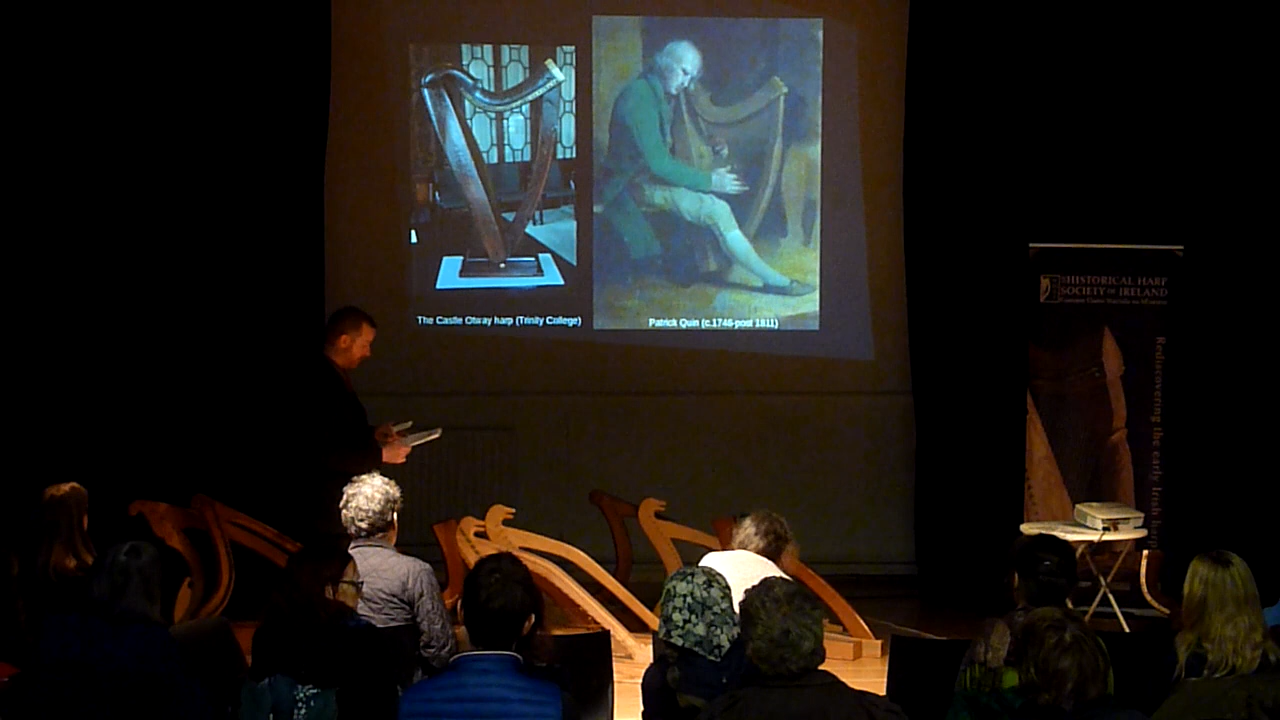 The Castle Otway harp (Trinity College)
Patrick Quin (c.1746-post 1811)
HISTORICAL HARP
SOCIETY OF IRELAND
Rediscovering the early Irish harp